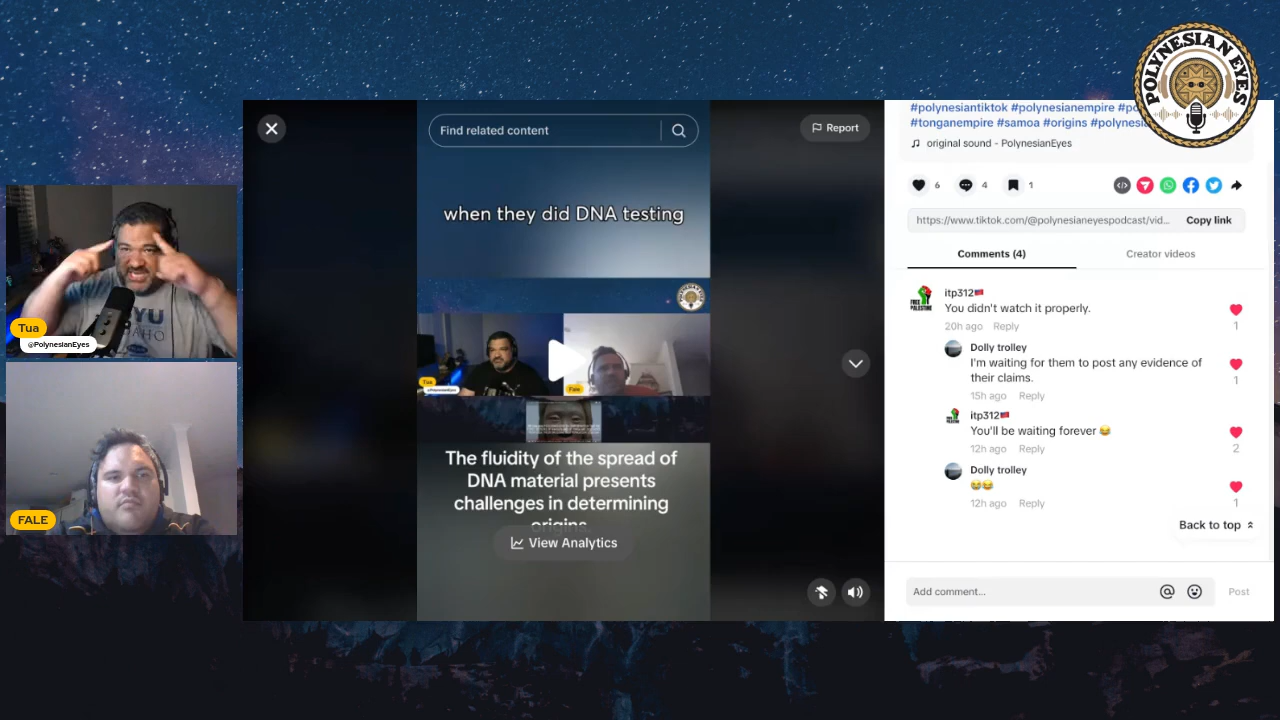 POLYNESIAN EYES
Find related content
Report
when they did DNA testing
Tua
Fale
The fluidity of the spread of
DNA material presents
challenges in determining
origins
View Analytics
#polynesiantiktok #polynesianempire
#tonganempire #samoa #origins
original sound - PolynesianEyes
6
4
1
https://www.tiktok.com/@polynesianeyespodcast/vid...
Copy link
Comments (4)
Creator videos
FREE
PALESTINE
itp312
You didn't watch it properly.
20h ago Reply
1
Dolly trolley
I'm waiting for them to post any evidence of
their claims.
15h ago Reply
1
itp312
You'll be waiting forever 😂
12h ago Reply
2
Dolly trolley
😂😂
12h ago Reply
1
Back to top
Add comment...
Post
Tua
@PolynesianEyes
FALE